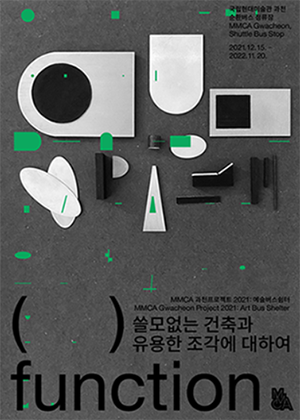 국립현대미술관 과천
순환버스 정류장
MMCA Gwacheon,
Shuttle Bus Stop
2021.12.15. –
2022.11.20.
MMCA 과천프로젝트 2021: 예술버스쉼터
MMCA Gwacheon Project 2021: Art Bus Shelter
( ) 쓸모없는 건축과
유용한 조각에 대하여
function
MMCA